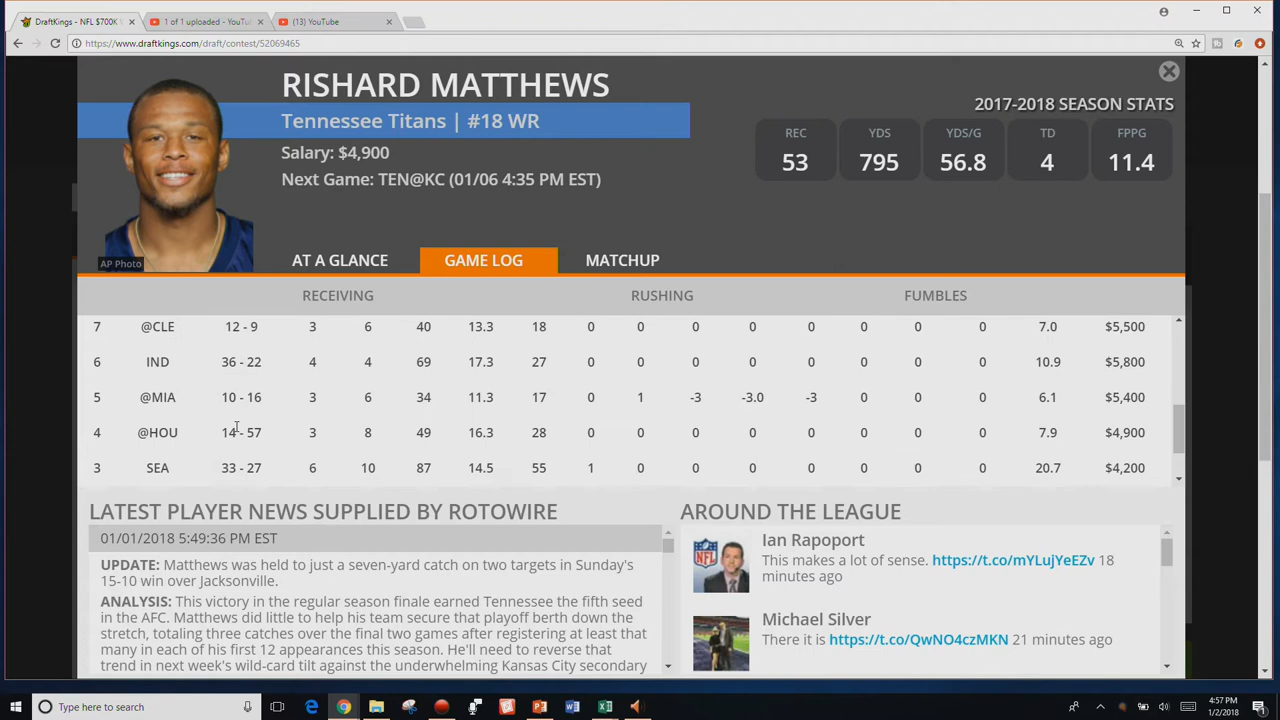 DraftKings - NFL $700K
1 of 1 uploaded - YouTu
(13) YouTube
https://www.draftkings.com/draft/contest/52069465
RISHARD MATTHEWS
Tennessee Titans | #18 WR
Salary: $4,900
Next Game: TEN@KC (01/06 4:35 PM EST)
AP Photo
2017-2018 SEASON STATS
REC YDS YDS/G TD FPPG
53 795 56.8 4 11.4
AT A GLANCE GAME LOG MATCHUP
RECEIVING RUSHING FUMBLES
7 @CLE 12 - 9 3 6 40 13.3 18 0 0 0 0 0 0 0 7.0 $5,500
6 IND 36 - 22 4 4 69 17.3 27 0 0 0 0 0 0 0 10.9 $5,800
5 @MIA 10 - 16 3 6 34 11.3 17 0 1 -3 -3.0 -3 0 0 6.1 $5,400
4 @HOU 14 - 57 3 8 49 16.3 28 0 0 0 0 0 0 0 7.9 $4,900
3 SEA 33 - 27 6 10 87 14.5 55 1 0 0 0 0 0 0 20.7 $4,200
LATEST PLAYER NEWS SUPPLIED BY ROTOWIRE
01/01/2018 5:49:36 PM EST
UPDATE: Matthews was held to just a seven-yard catch on two targets in Sunday's
15-10 win over Jacksonville.
ANALYSIS: This victory in the regular season finale earned Tennessee the fifth seed
in the AFC. Matthews did little to help his team secure that playoff berth down the
stretch, totaling three catches over the final two games after registering at least that
many in each of his first 12 appearances this season. He'll need to reverse that
trend in next week's wild-card tilt against the underwhelming Kansas City secondary
AROUND THE LEAGUE
NFL
Ian Rapoport
This makes a lot of sense. https://t.co/mYLujYeEZv 18
minutes ago
Michael Silver
There it is https://t.co/QwNO4czMKN 21 minutes ago
Type here to search
4:57 PM
1/2/2018